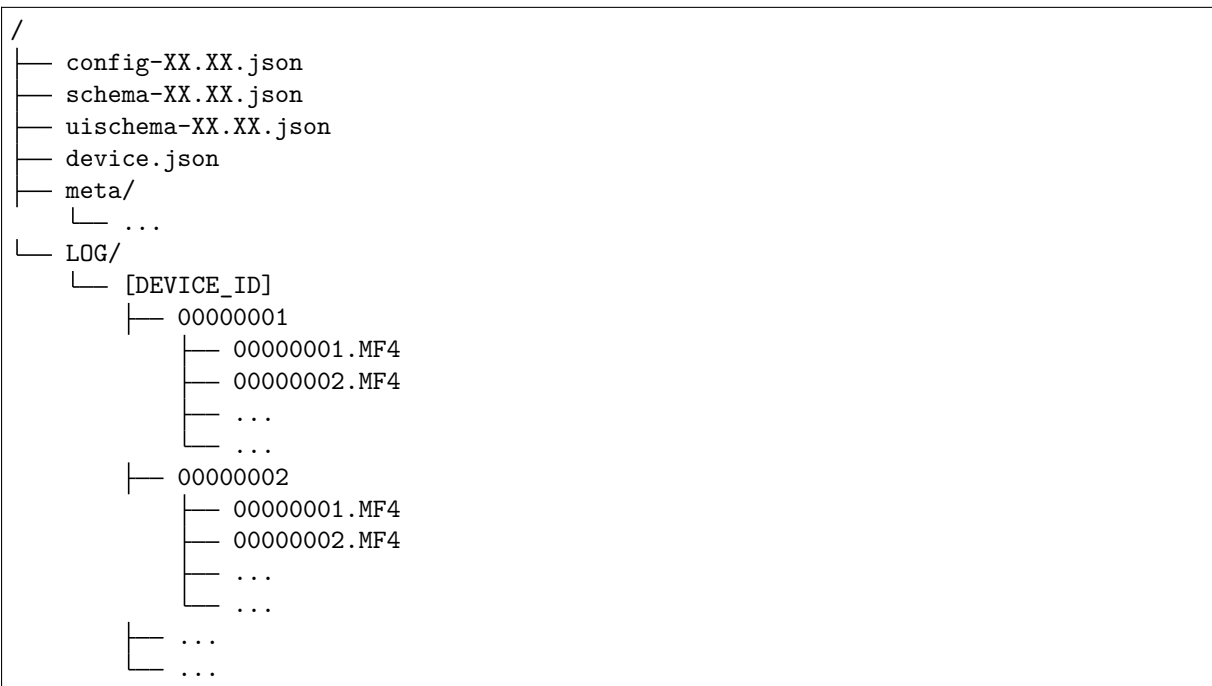 /
├── config-XX.XX.json
├── schema-XX.XX.json
├── uischema-XX.XX.json
├── device.json
├── meta/
    └── ...
└── LOG/
    └── [DEVICE_ID]
        ├── 00000001
            ├── 00000001.MF4
            ├── 00000002.MF4
            ├── ...
            └── ...
        ├── 00000002
            ├── 00000001.MF4
            ├── 00000002.MF4
            ├── ...
            └── ...
        ├── ...
        └── ...